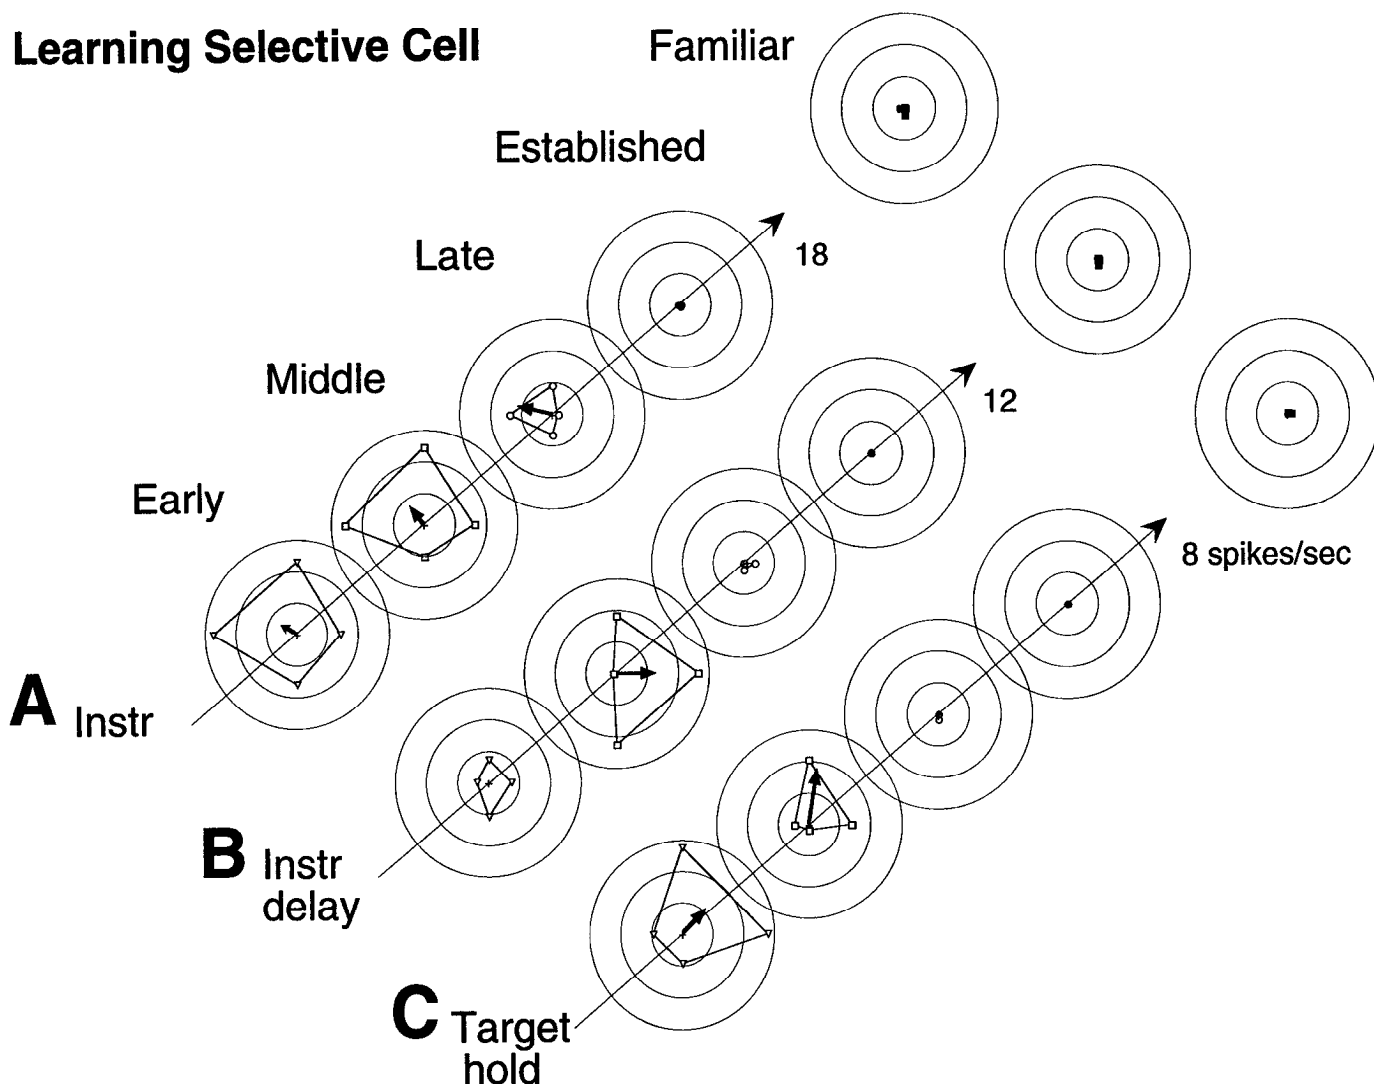 Learning Selective Cell
Familiar
Established
Late
18
Middle
12
Early
8 spikes/sec
A Instr
B Instr
delay
C Target
hold